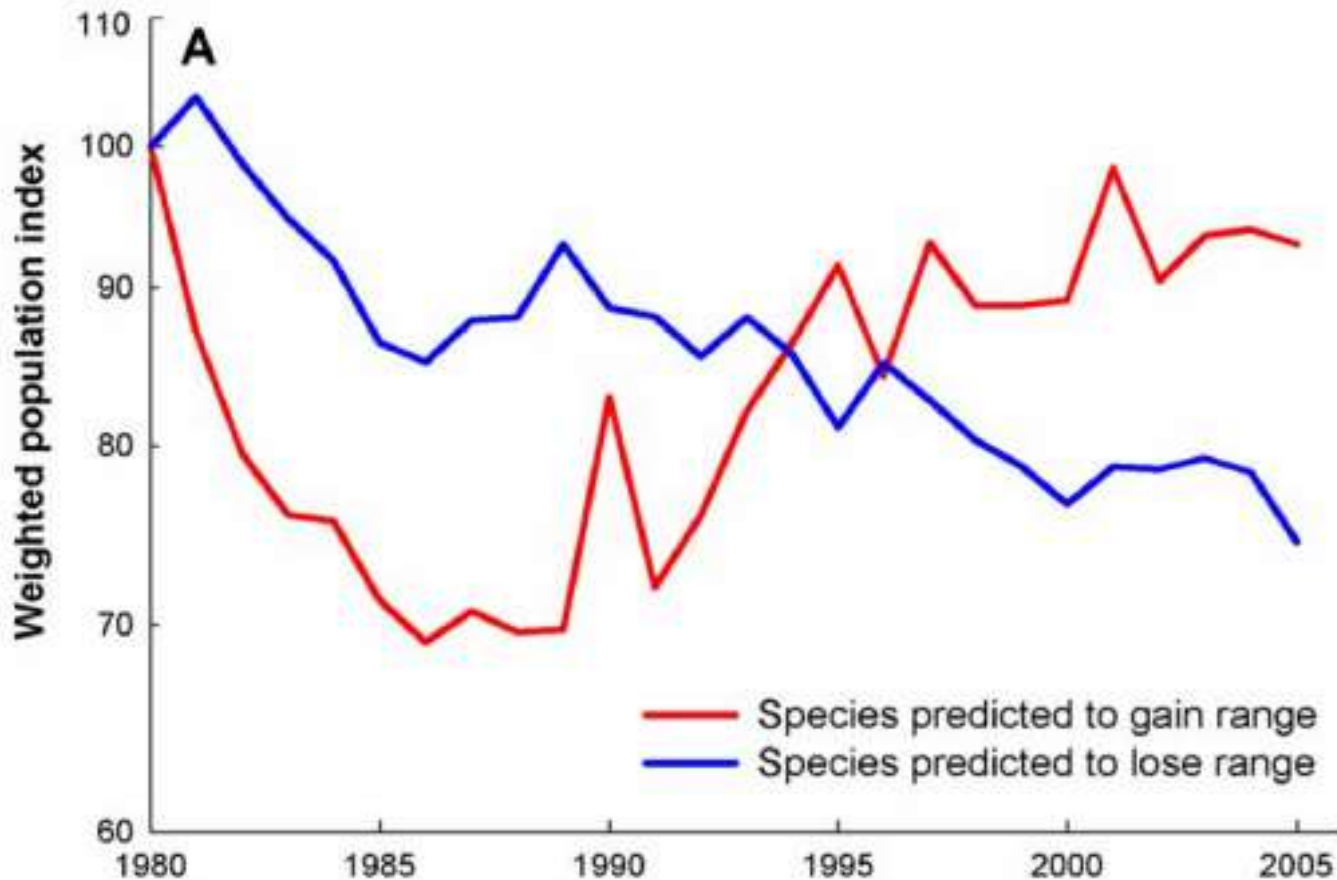 A
Weighted population index
110
100
90
80
70
60
1980 1985 1990 1995 2000 2005
Species predicted to gain range
Species predicted to lose range